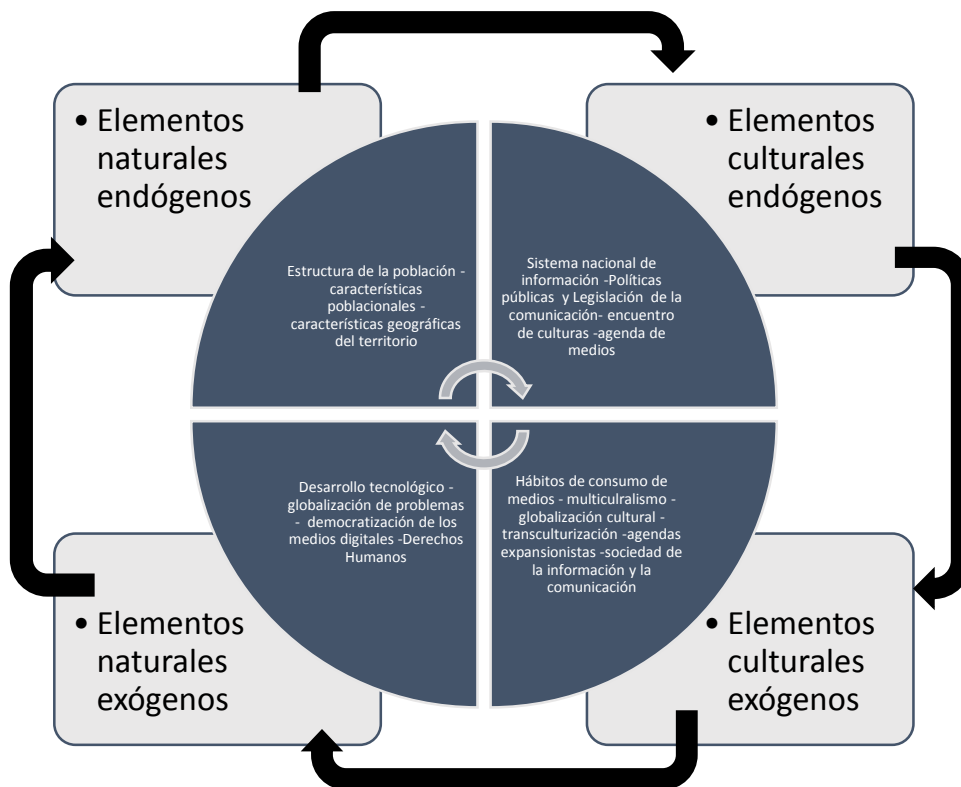 • Elementos
naturales
endógenos
• Elementos
culturales
endógenos
Estructura de la población -
características
poblacionales -
características geográficas
del territorio
Sistema nacional de
información -Políticas
públicas y Legislación de la
comunicación- encuentro
de culturas -agenda de
medios
Desarrollo tecnológico -
globalización de problemas
- democratización de los
medios digitales -Derechos
Humanos
Hábitos de consumo de
medios - multiculralismo -
globalización cultural -
transculturización -agendas
expansionistas -sociedad de
la información y la
comunicación
• Elementos
naturales
exógenos
• Elementos
culturales
exógenos